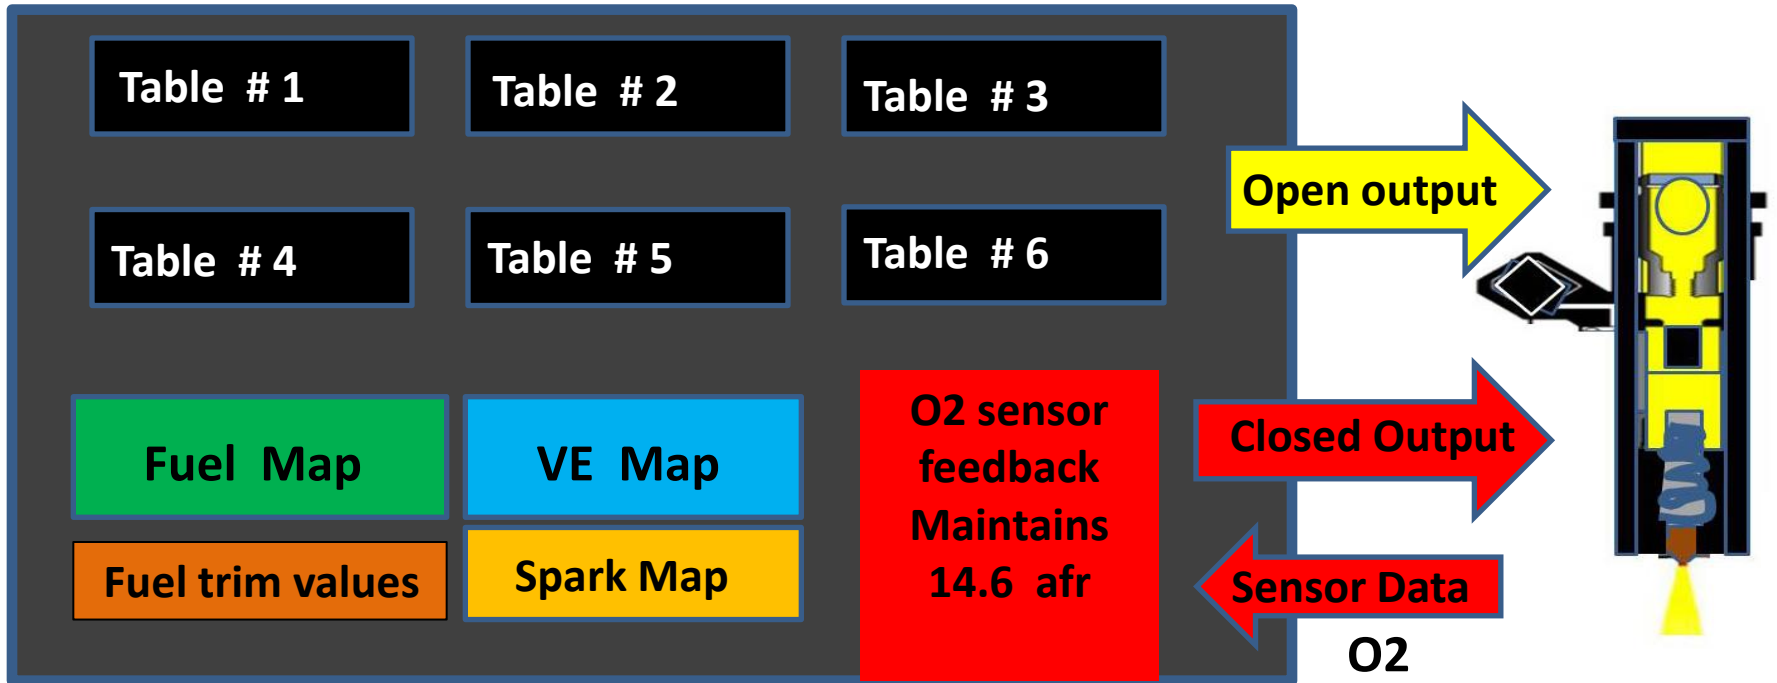 Table # 1
Table # 2
Table # 3
Open output
Table # 4
Table # 5
Table # 6
Fuel Map
VE Map
O2 sensor
feedback
Maintains
14.6 afr
Closed Output
Fuel trim values
Spark Map
Sensor Data
O2